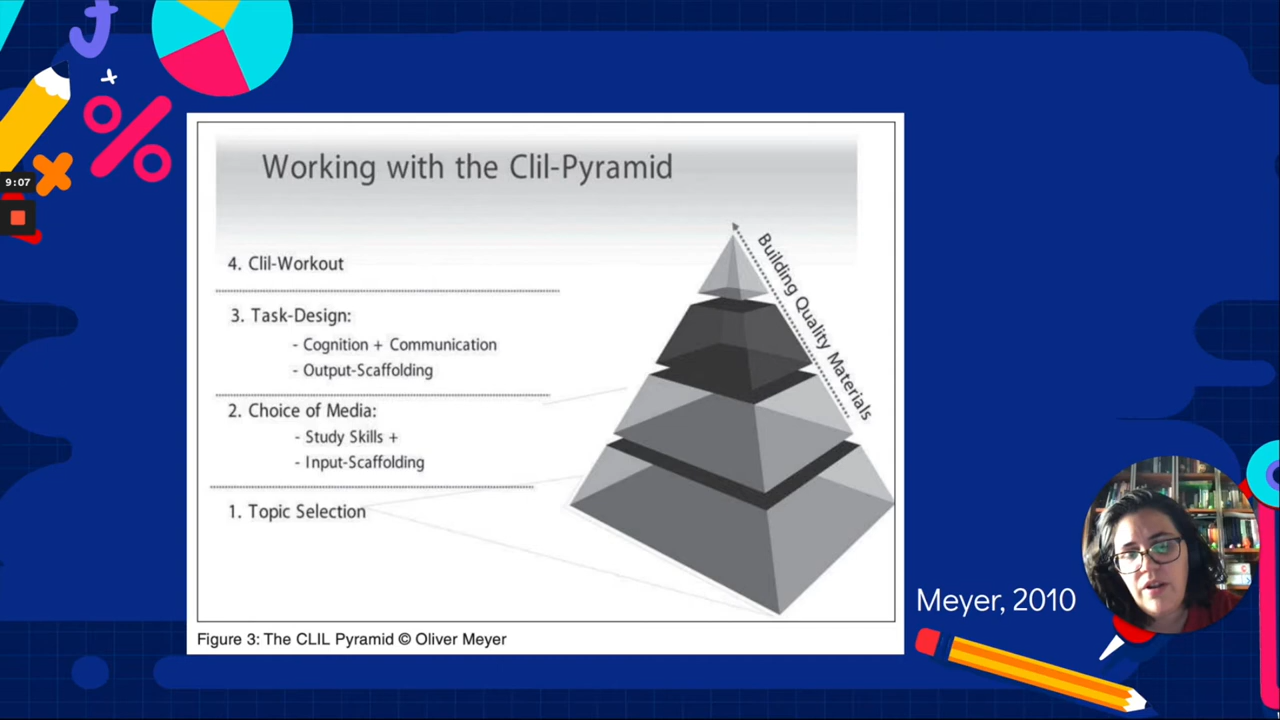 9:07
Working with the Clil-Pyramid
4. Clil-Workout
3. Task-Design:
- Cognition + Communication
- Output-Scaffolding
2. Choice of Media:
- Study Skills +
- Input-Scaffolding
1. Topic Selection
Building Quality Materials
Figure 3: The CLIL Pyramid © Oliver Meyer
Meyer, 2010